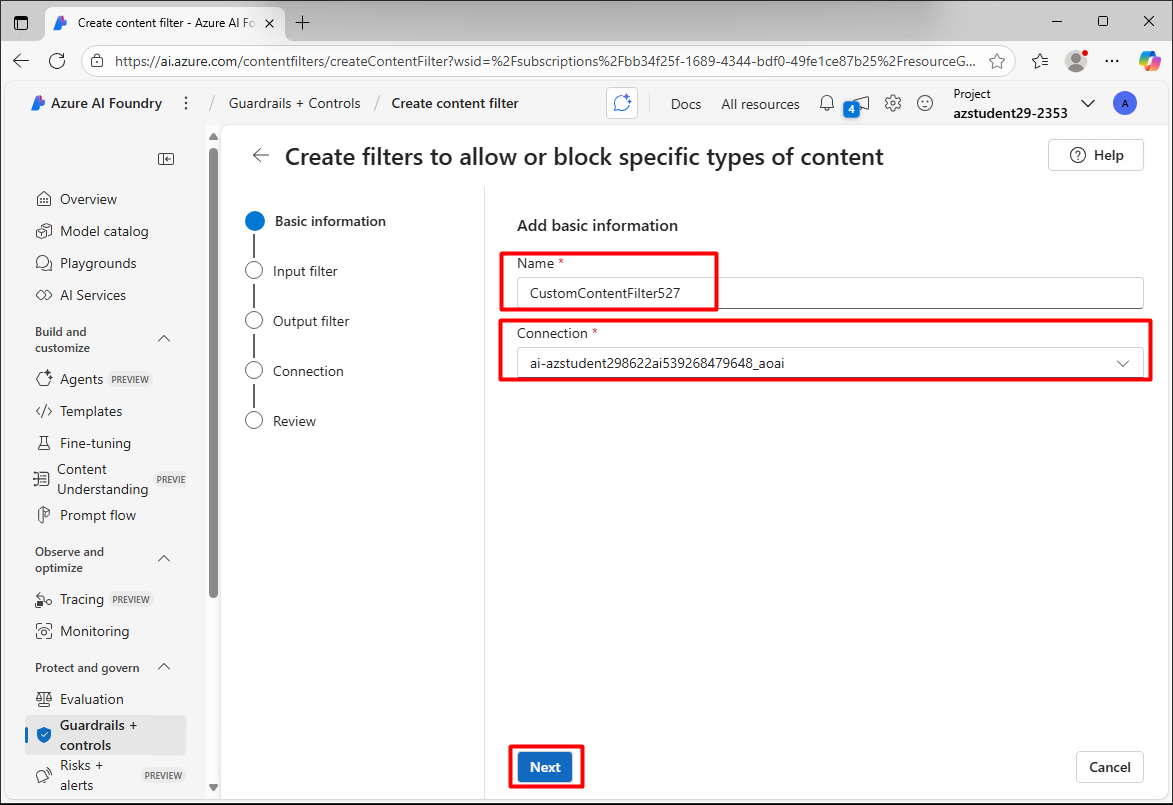 Create content filter - Azure AI Fo
https://ai.azure.com/contentfilters/createContentFilter?wsid=%2Fsubscriptions%2Fbb34f25f-1689-4344-bdf0-49fe1ce87b25%2FresourceG...
Azure AI Foundry / Guardrails + Controls / Create content filter
Docs All resources 4
Project
azstudent29-2353
A
Overview
Model catalog
Playgrounds
AI Services
Build and
customize
Agents PREVIEW
Templates
Fine-tuning
Content
Understanding PREVIE
Prompt flow
Observe and
optimize
Tracing PREVIEW
Monitoring
Protect and govern
Evaluation
Guardrails +
controls
Risks +
alerts PREVIEW
Create filters to allow or block specific types of content
Help
Basic information
Input filter
Output filter
Connection
Review
Add basic information
Name *
CustomContentFilter527
Connection *
ai-azstudent298622ai539268479648_aoai
Next
Cancel